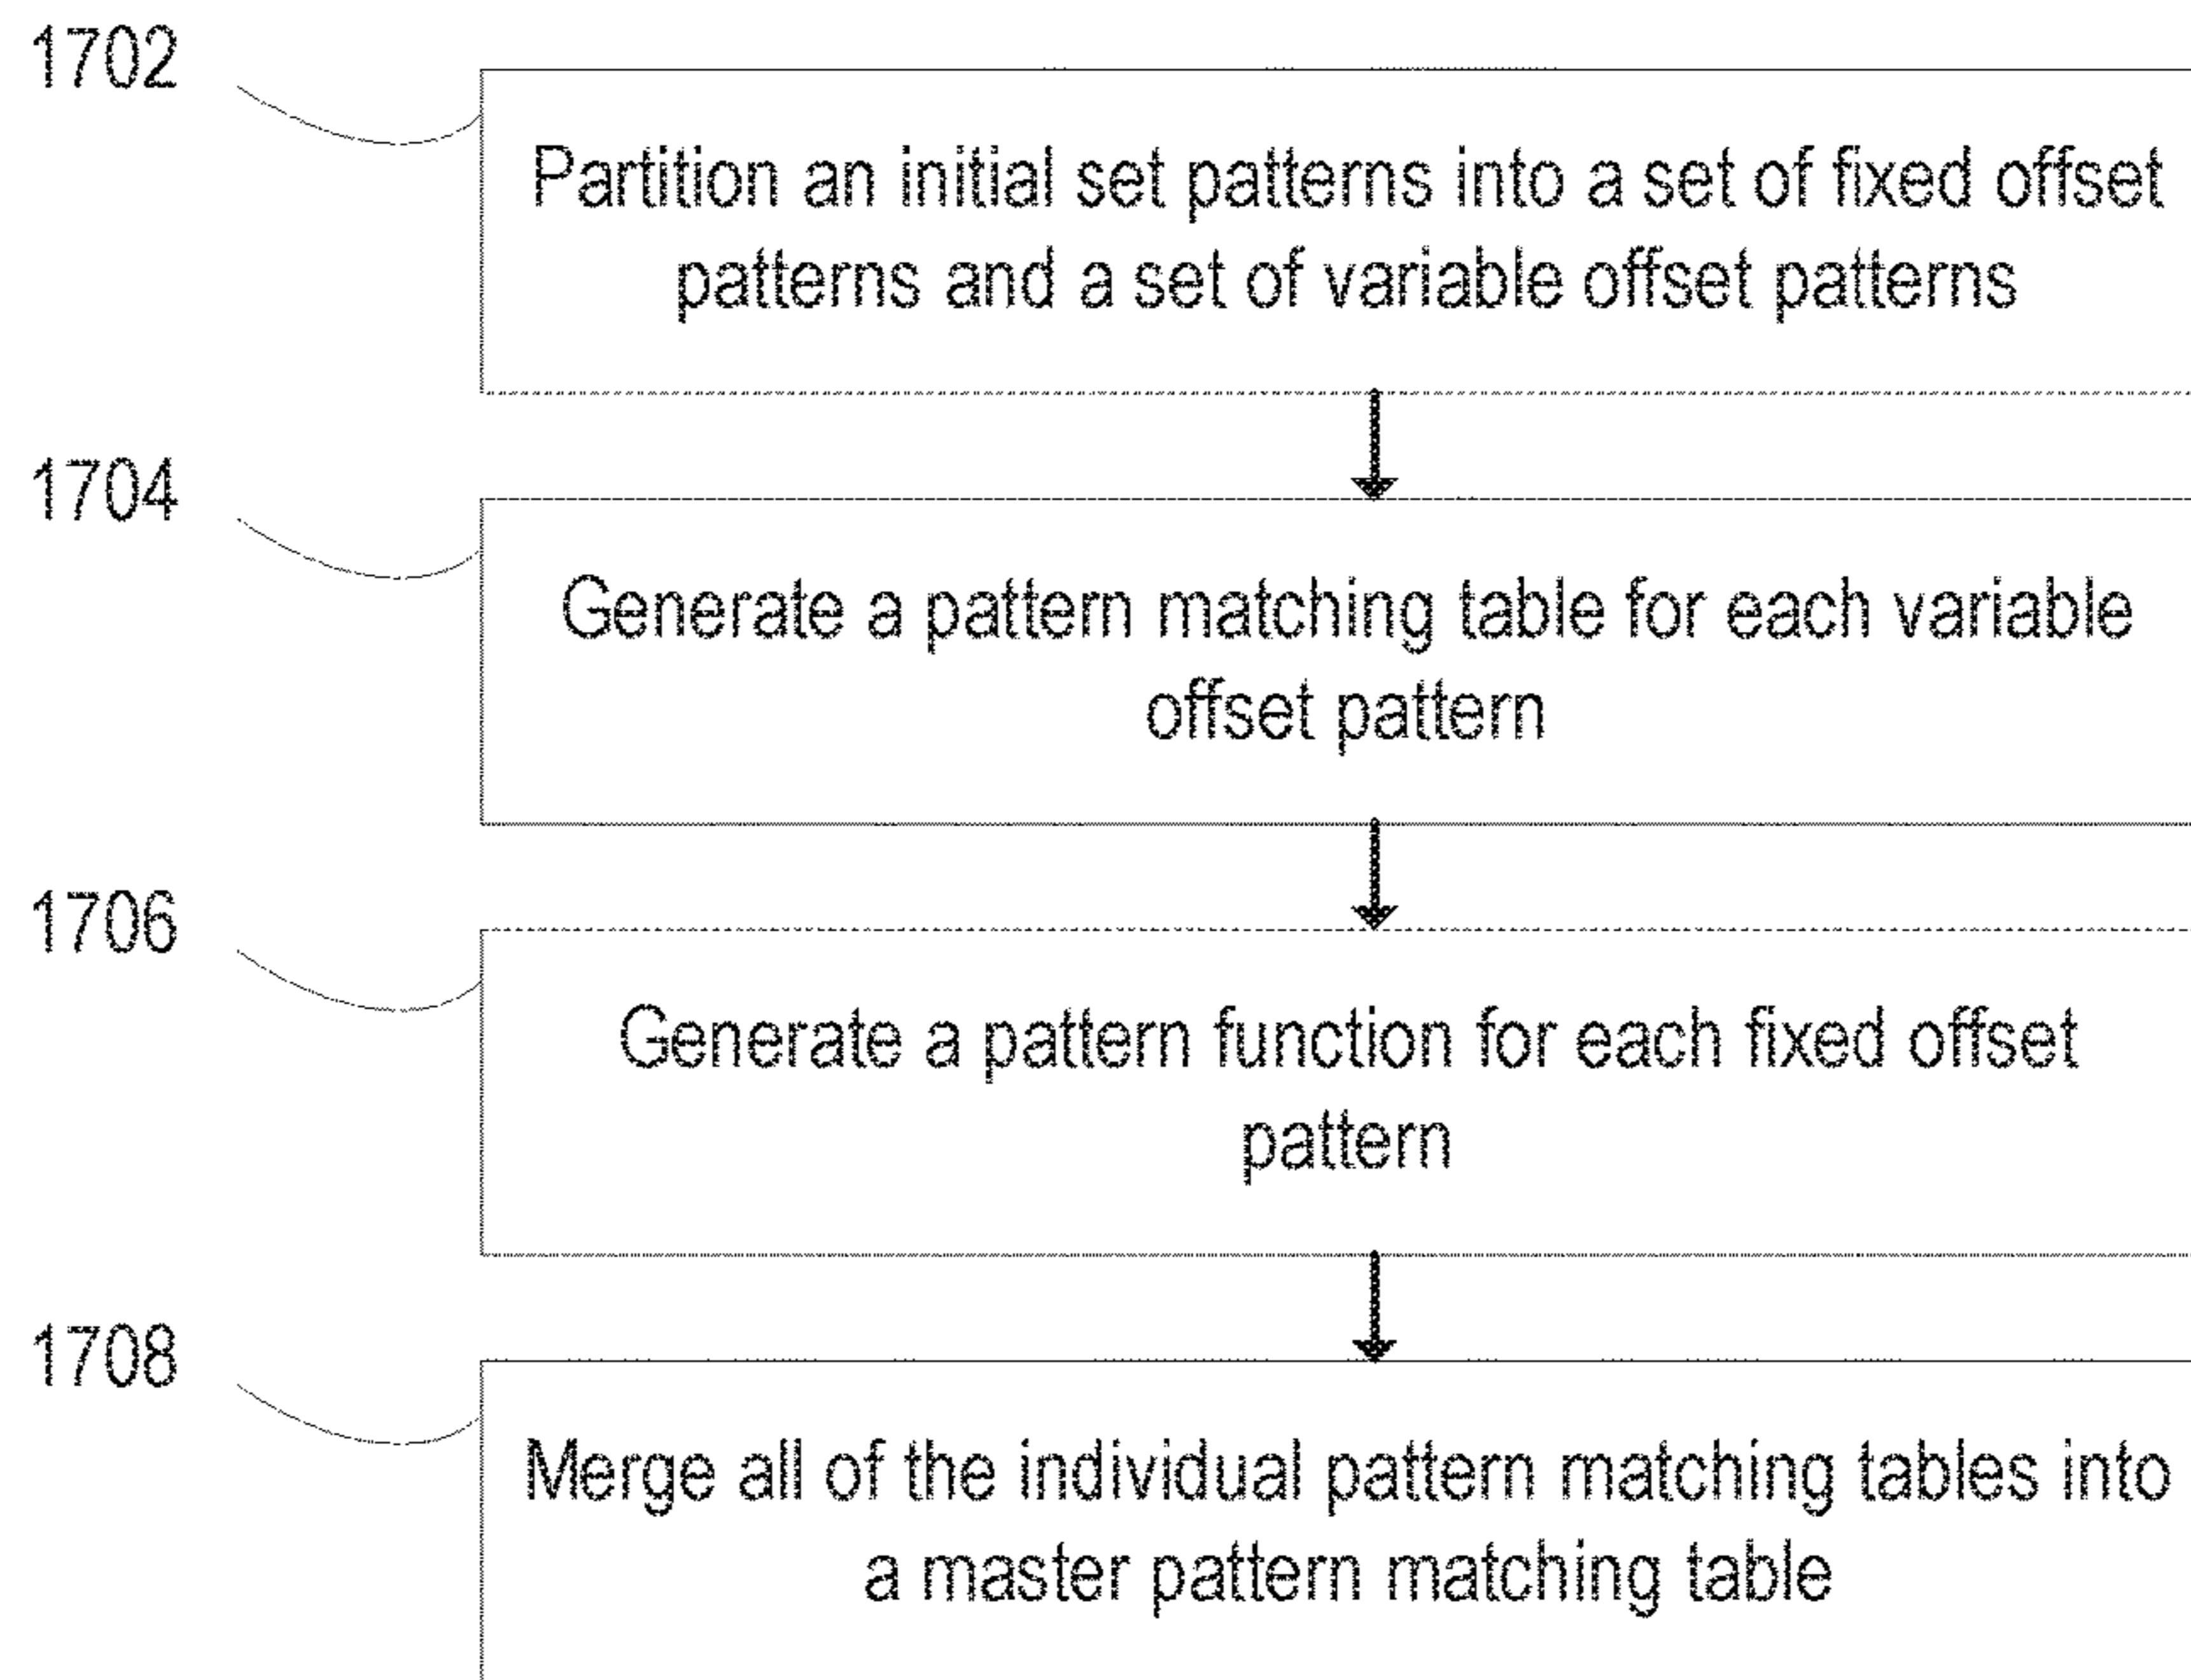 1702
Partition an initial set patterns into a set of fixed offset
patterns and a set of variable offset patterns
1704
Generate a pattern matching table for each variable
offset pattern
1706
Generate a pattern function for each fixed offset
pattern
1708
Merge all of the individual pattern matching tables into
a master pattern matching table